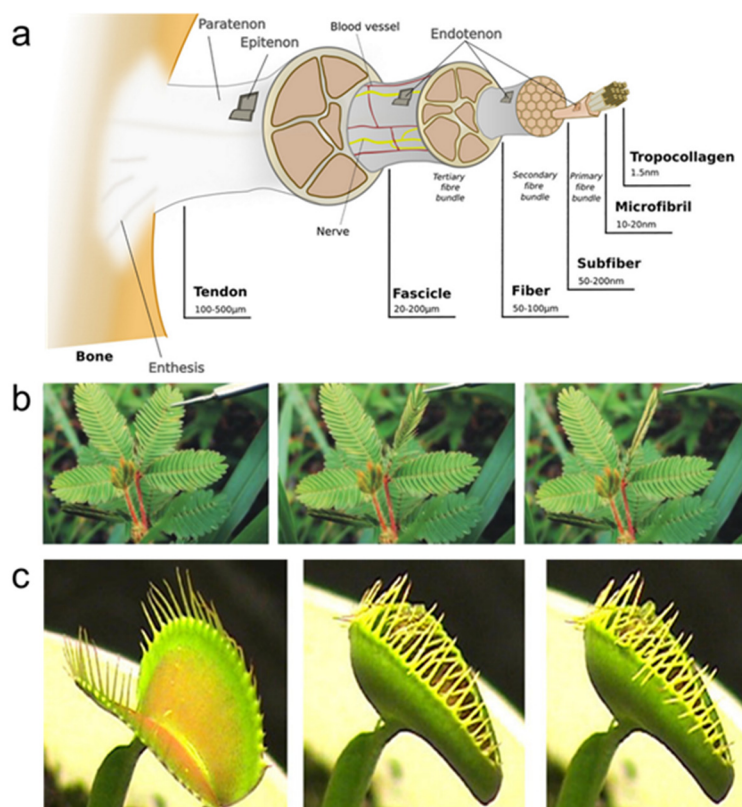 a
Paratenon
Epitenon
Blood vessel
Endotenon
Nerve
Tertiary
fibre
bundle
Secondary
fibre
bundle
Primary
fibre
bundle
Tropocollagen
1.5nm
Microfibril
10-20nm
Subfiber
50-200nm
Fiber
50-100µm
Fascicle
20-200µm
Tendon
100-500µm
Bone
Enthesis
b
c